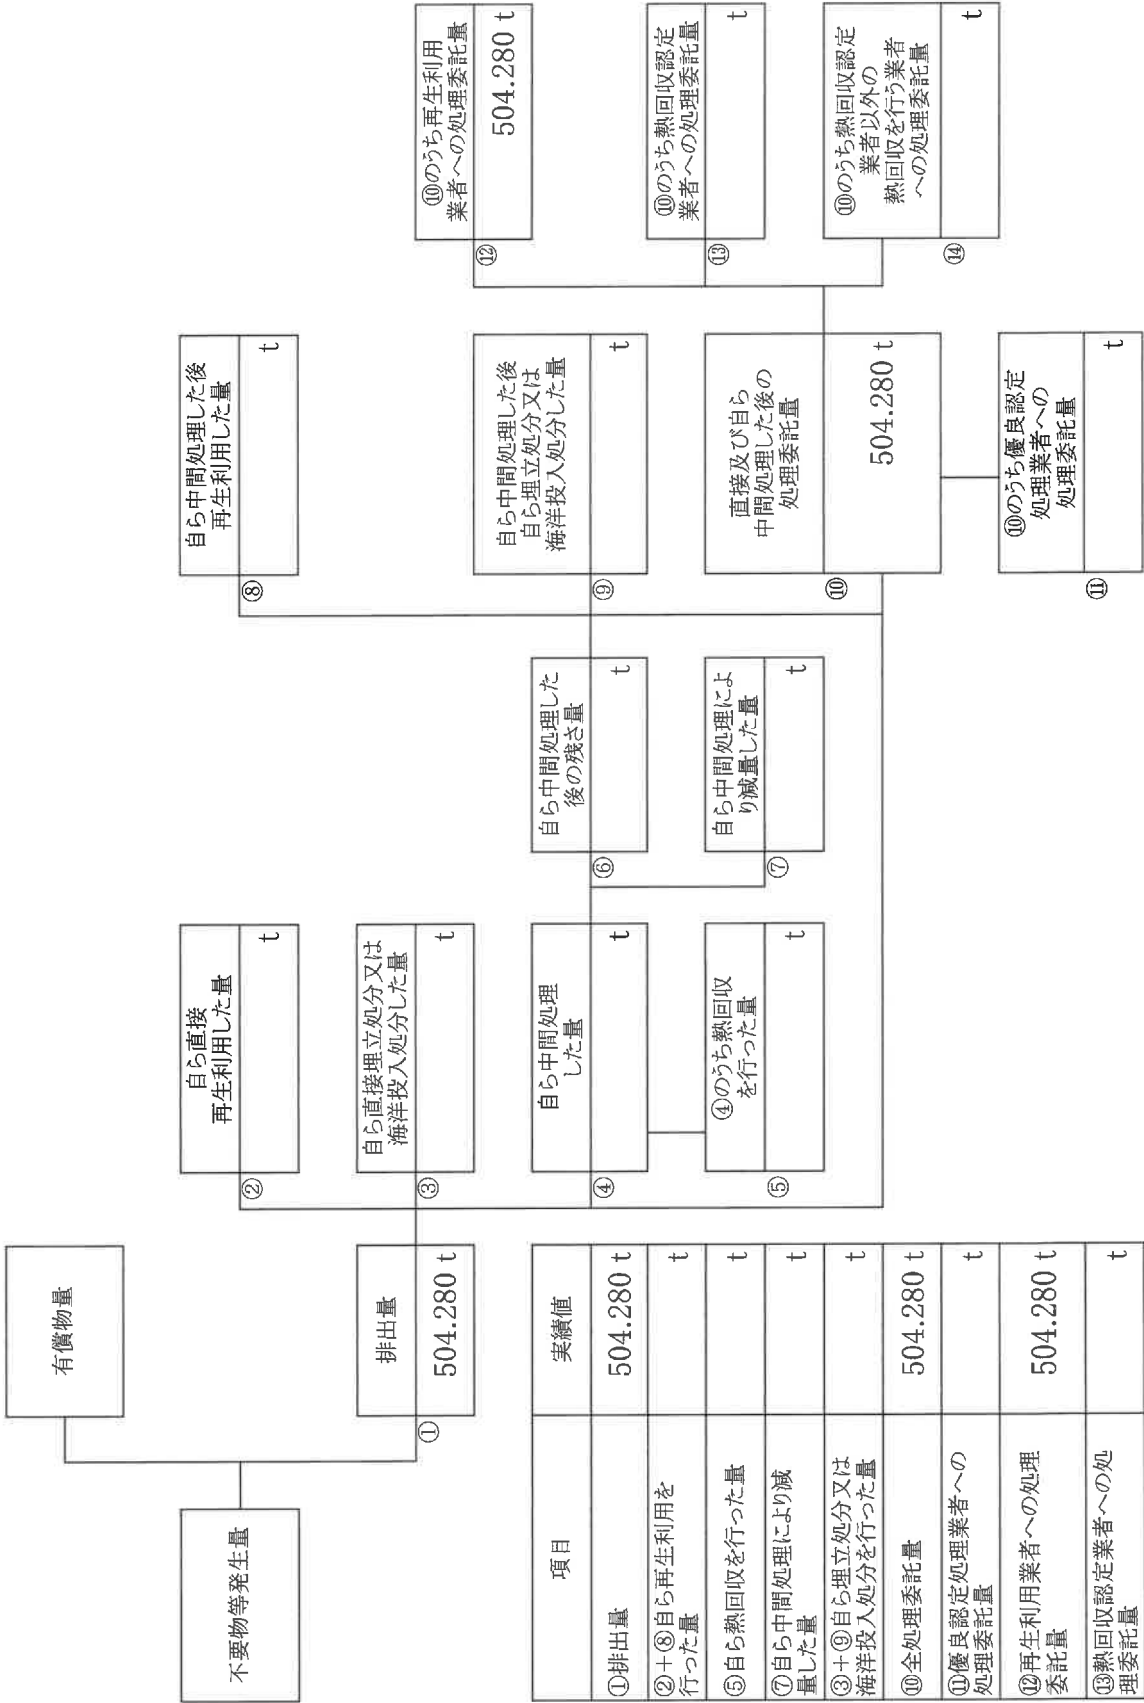 不要物等発生量
有償物量
排出量
① 504.280 t
自ら直接
再生利用した量
② t
自ら直接埋立処分又は
海洋投入処分した量
③ t
自ら中間処理
した量
④ t
④のうち熱回収
を行った量
⑤ t
自ら中間処理した
後の残さ量
⑥ t
自ら中間処理によ
り減量した量
⑦ t
自ら中間処理した後
再生利用した量
⑧ t
自ら中間処理した後
自ら埋立処分又は
海洋投入処分した量
⑨ t
直接及び自ら
中間処理した後の
処理委託量
⑩ 504.280 t
⑩のうち優良認定
処理業者への
処理委託量
⑪ t
⑩のうち再生利用
業者への処理委託量
⑫ 504.280 t
⑩のうち熱回収認定
業者への処理委託量
⑬ t
⑩のうち熱回収認定
業者以外の
熱回収を行う業者
への処理委託量
⑭ t
項目 実績値
①排出量 504.280 t
②+⑧自ら再生利用を
行った量 t
⑤自ら熱回収を行った量 t
⑦自ら中間処理により減
量した量 t
③+⑨自ら埋立処分又は
海洋投入処分を行った量 t
⑩全処理委託量 504.280 t
⑪優良認定処理業者への
処理委託量 t
⑫再生利用業者への処理
委託量 504.280 t
⑬熱回収認定業者への処
理委託量 t